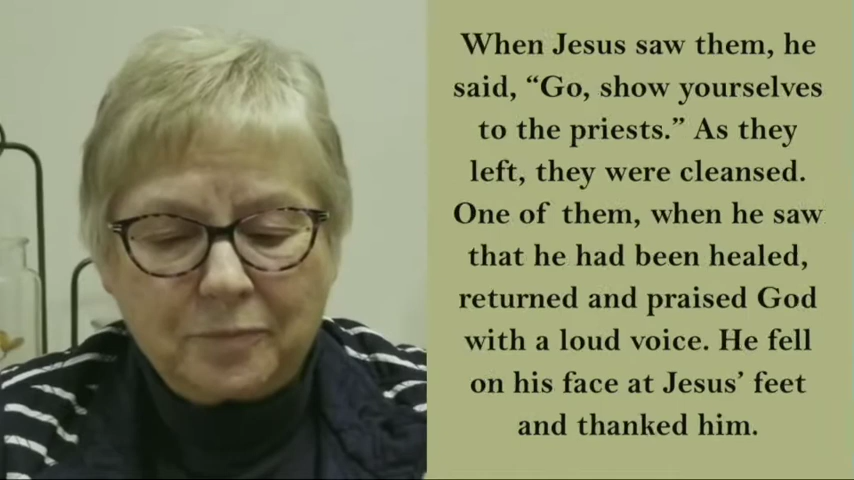 When Jesus saw them, he
said, “Go, show yourselves
to the priests.” As they
left, they were cleansed.
One of them, when he saw
that he had been healed,
returned and praised God
with a loud voice. He fell
on his face at Jesus’ feet
and thanked him.